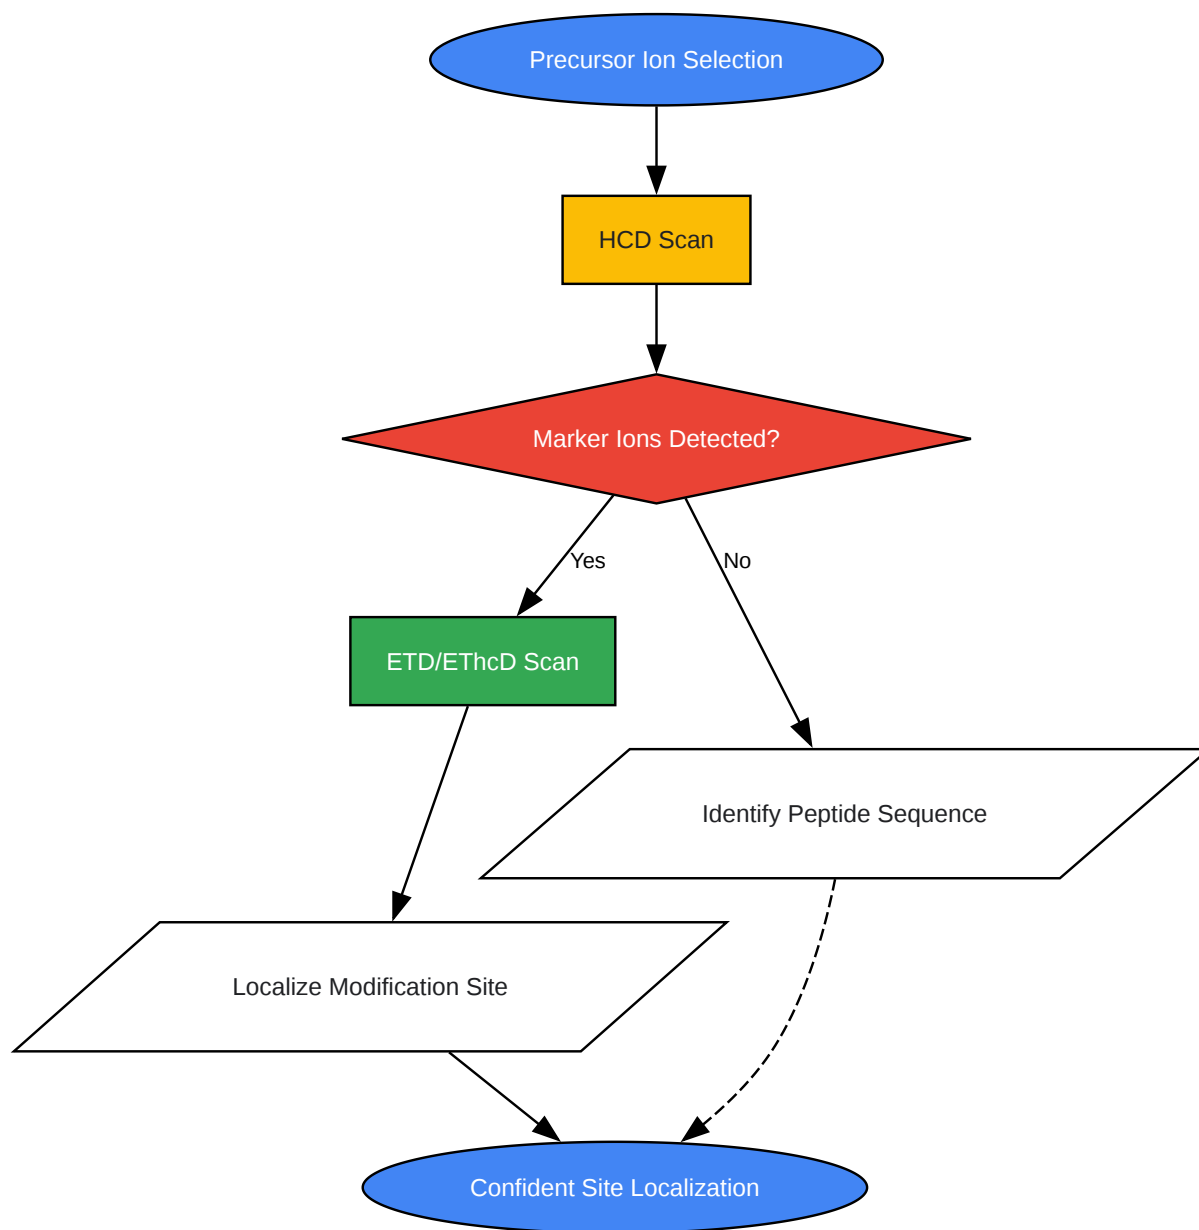 Precursor Ion Selection
HCD Scan
Marker Ions Detected?
Yes
No
ETD/EThcD Scan
Identify Peptide Sequence
Localize Modification Site
Confident Site Localization